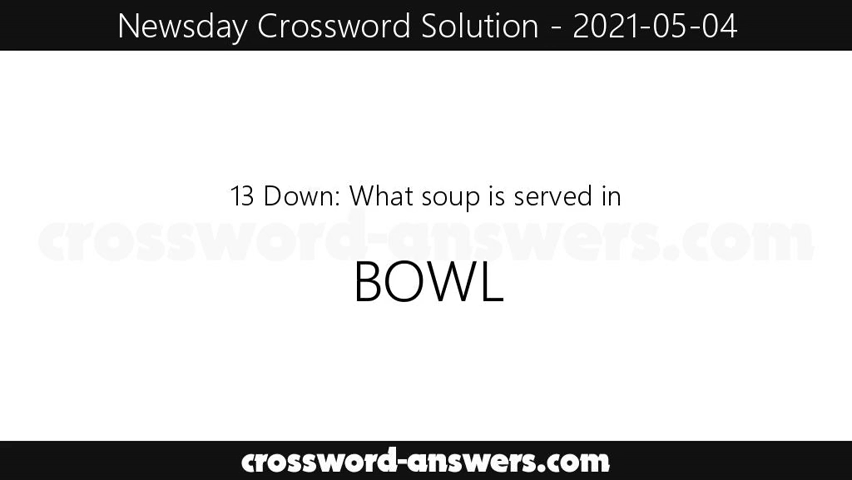 Newsday Crossword Solution - 2021-05-04
13 Down: What soup is served in
crossword-answers.com
BOWL
crossword-answers.com